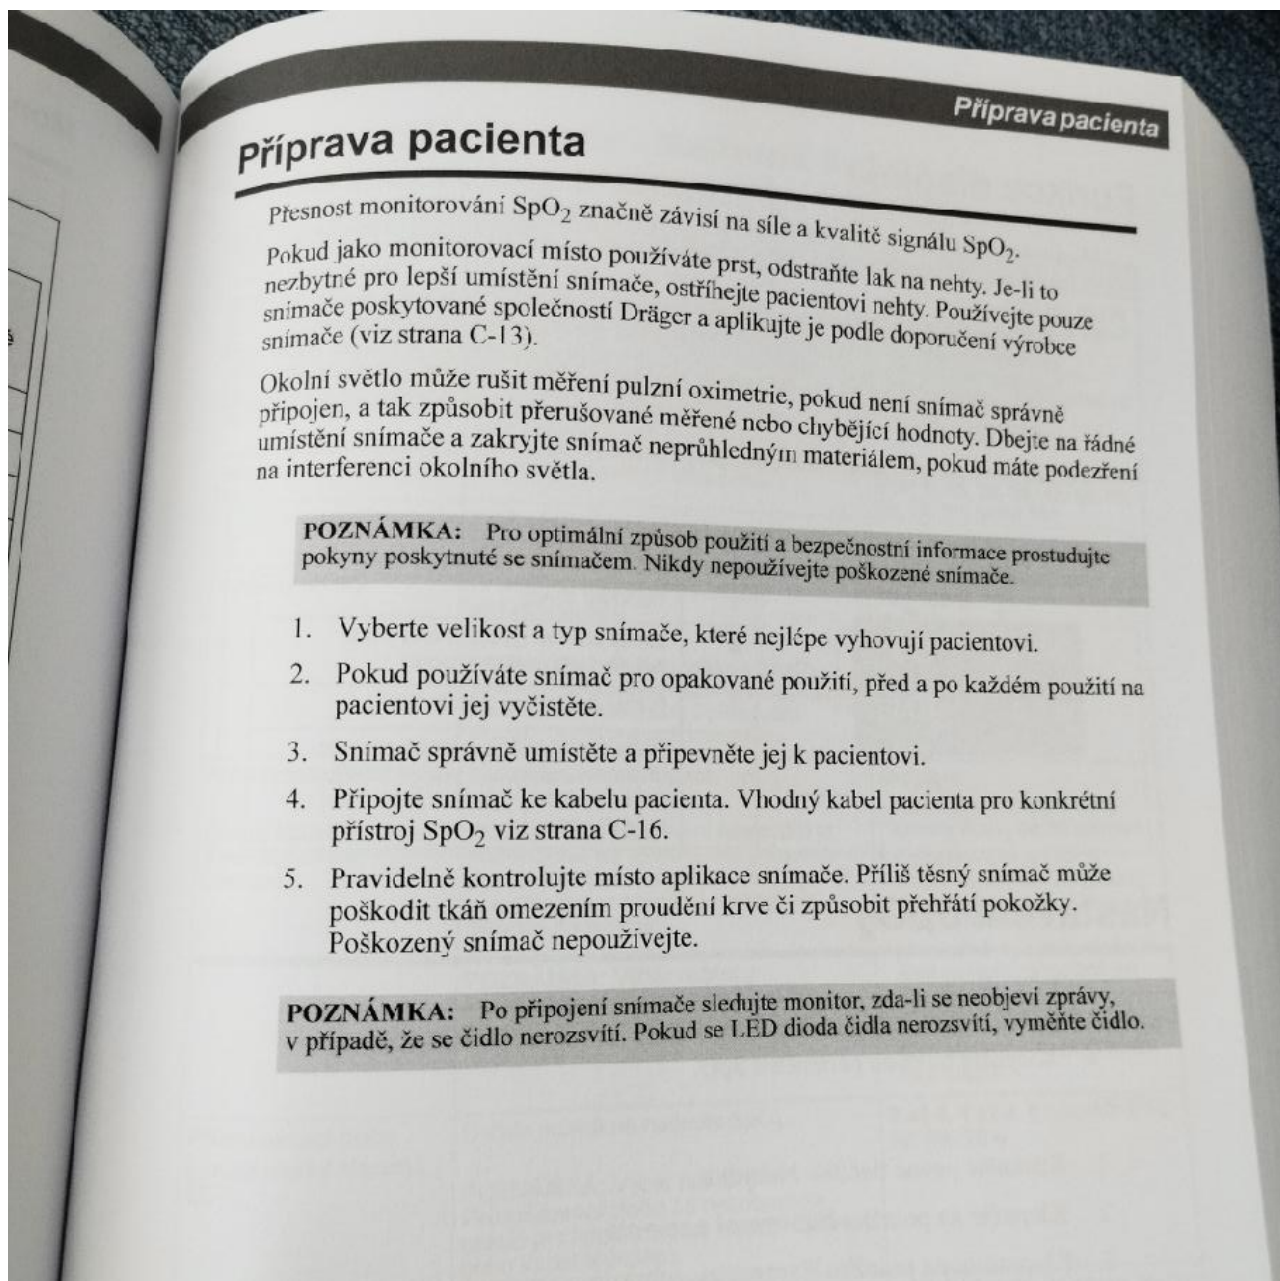 Příprava pacienta
Příprava pacienta
Přesnost monitorování SpO₂ značně závisí na síle a kvalitě signálu SpO₂.
Pokud jako monitorovací místo používáte prst, odstraňte lak na nehty. Je-li to
nezbytné pro lepší umístění snímače, ostříhejte pacientovi nehty. Používejte pouze
snímače poskytované společností Dräger a aplikujte je podle doporučení výrobce
snímače (viz strana C-13).
Okolní světlo může rušit měření pulzní oximetrie, pokud není snímač správně
připojen, a tak způsobit přerušované měřené nebo chybějící hodnoty. Dbejte na řádné
umístění snímače a zakryjte snímač neprůhledným materiálem, pokud máte podezření
na interferenci okolního světla.
POZNÁMKA: Pro optimální způsob použití a bezpečnostní informace prostudujte
pokyny poskytnuté se snímačem. Nikdy nepoužívejte poškozené snímače.
1. Vyberte velikost a typ snímače, které nejlépe vyhovují pacientovi.
2. Pokud používáte snímač pro opakované použití, před a po každém použití na
pacientovi jej vyčistěte.
3. Snímač správně umístěte a připevněte jej k pacientovi.
4. Připojte snímač ke kabelu pacienta. Vhodný kabel pacienta pro konkrétní
přístroj SpO₂ viz strana C-16.
5. Pravidelně kontrolujte místo aplikace snímače. Příliš těsný snímač může
poškodit tkáň omezením proudění krve či způsobit přehřátí pokožky.
Poškozený snímač nepoužívejte.
POZNÁMKA: Po připojení snímače sledujte monitor, zda-li se neobjeví zprávy,
v případě, že se čidlo nerozsvítí. Pokud se LED dioda čidla nerozsvítí, vyměňte čidlo.